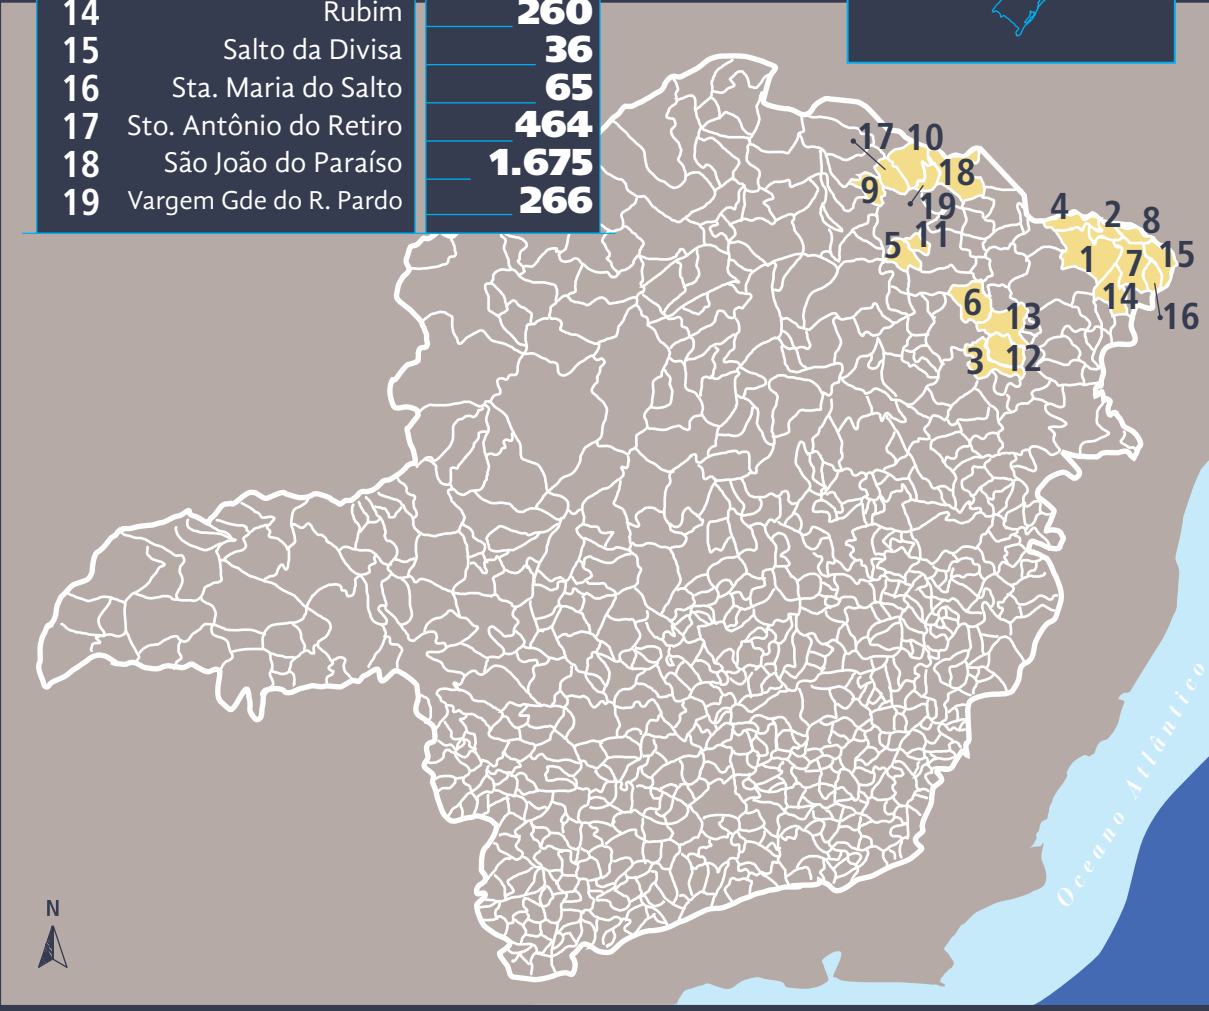 14 Rubim 260
15 Salto da Divisa 36
16 Sta. Maria do Salto 65
17 Sto. Antônio do Retiro 464
18 São João do Paraíso 1.675
19 Vargem Gde do R. Pardo 266
17 10
18
9
19
4 2 8
5 11
1 7 15
6 14
13 16
3 12
Oceano Atlântico
N